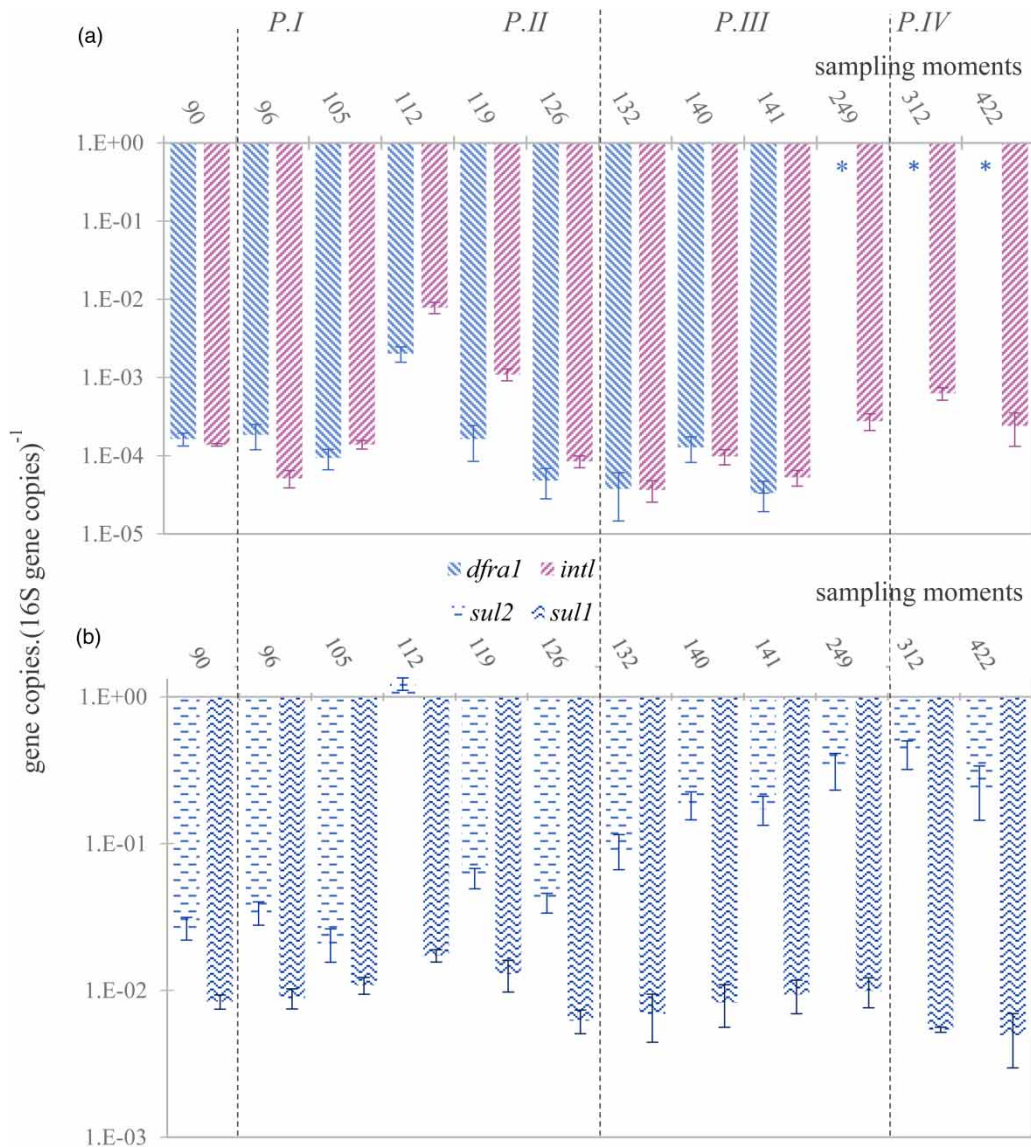 P.I P.II P.III P.IV
(a)
sampling moments
90 96 105 112 119 126 132 140 141 249 312 422
1.E+00
* * *
1.E-01
1.E-02
1.E-03
1.E-04
1.E-05
dfra1 intl
sampling moments
sul2 sul1
(b)
90 96 105 112 119 126 132 140 141 249 312 422
1.E+00
1.E-01
1.E-02
1.E-03
gene copies.(16S gene copies)-1